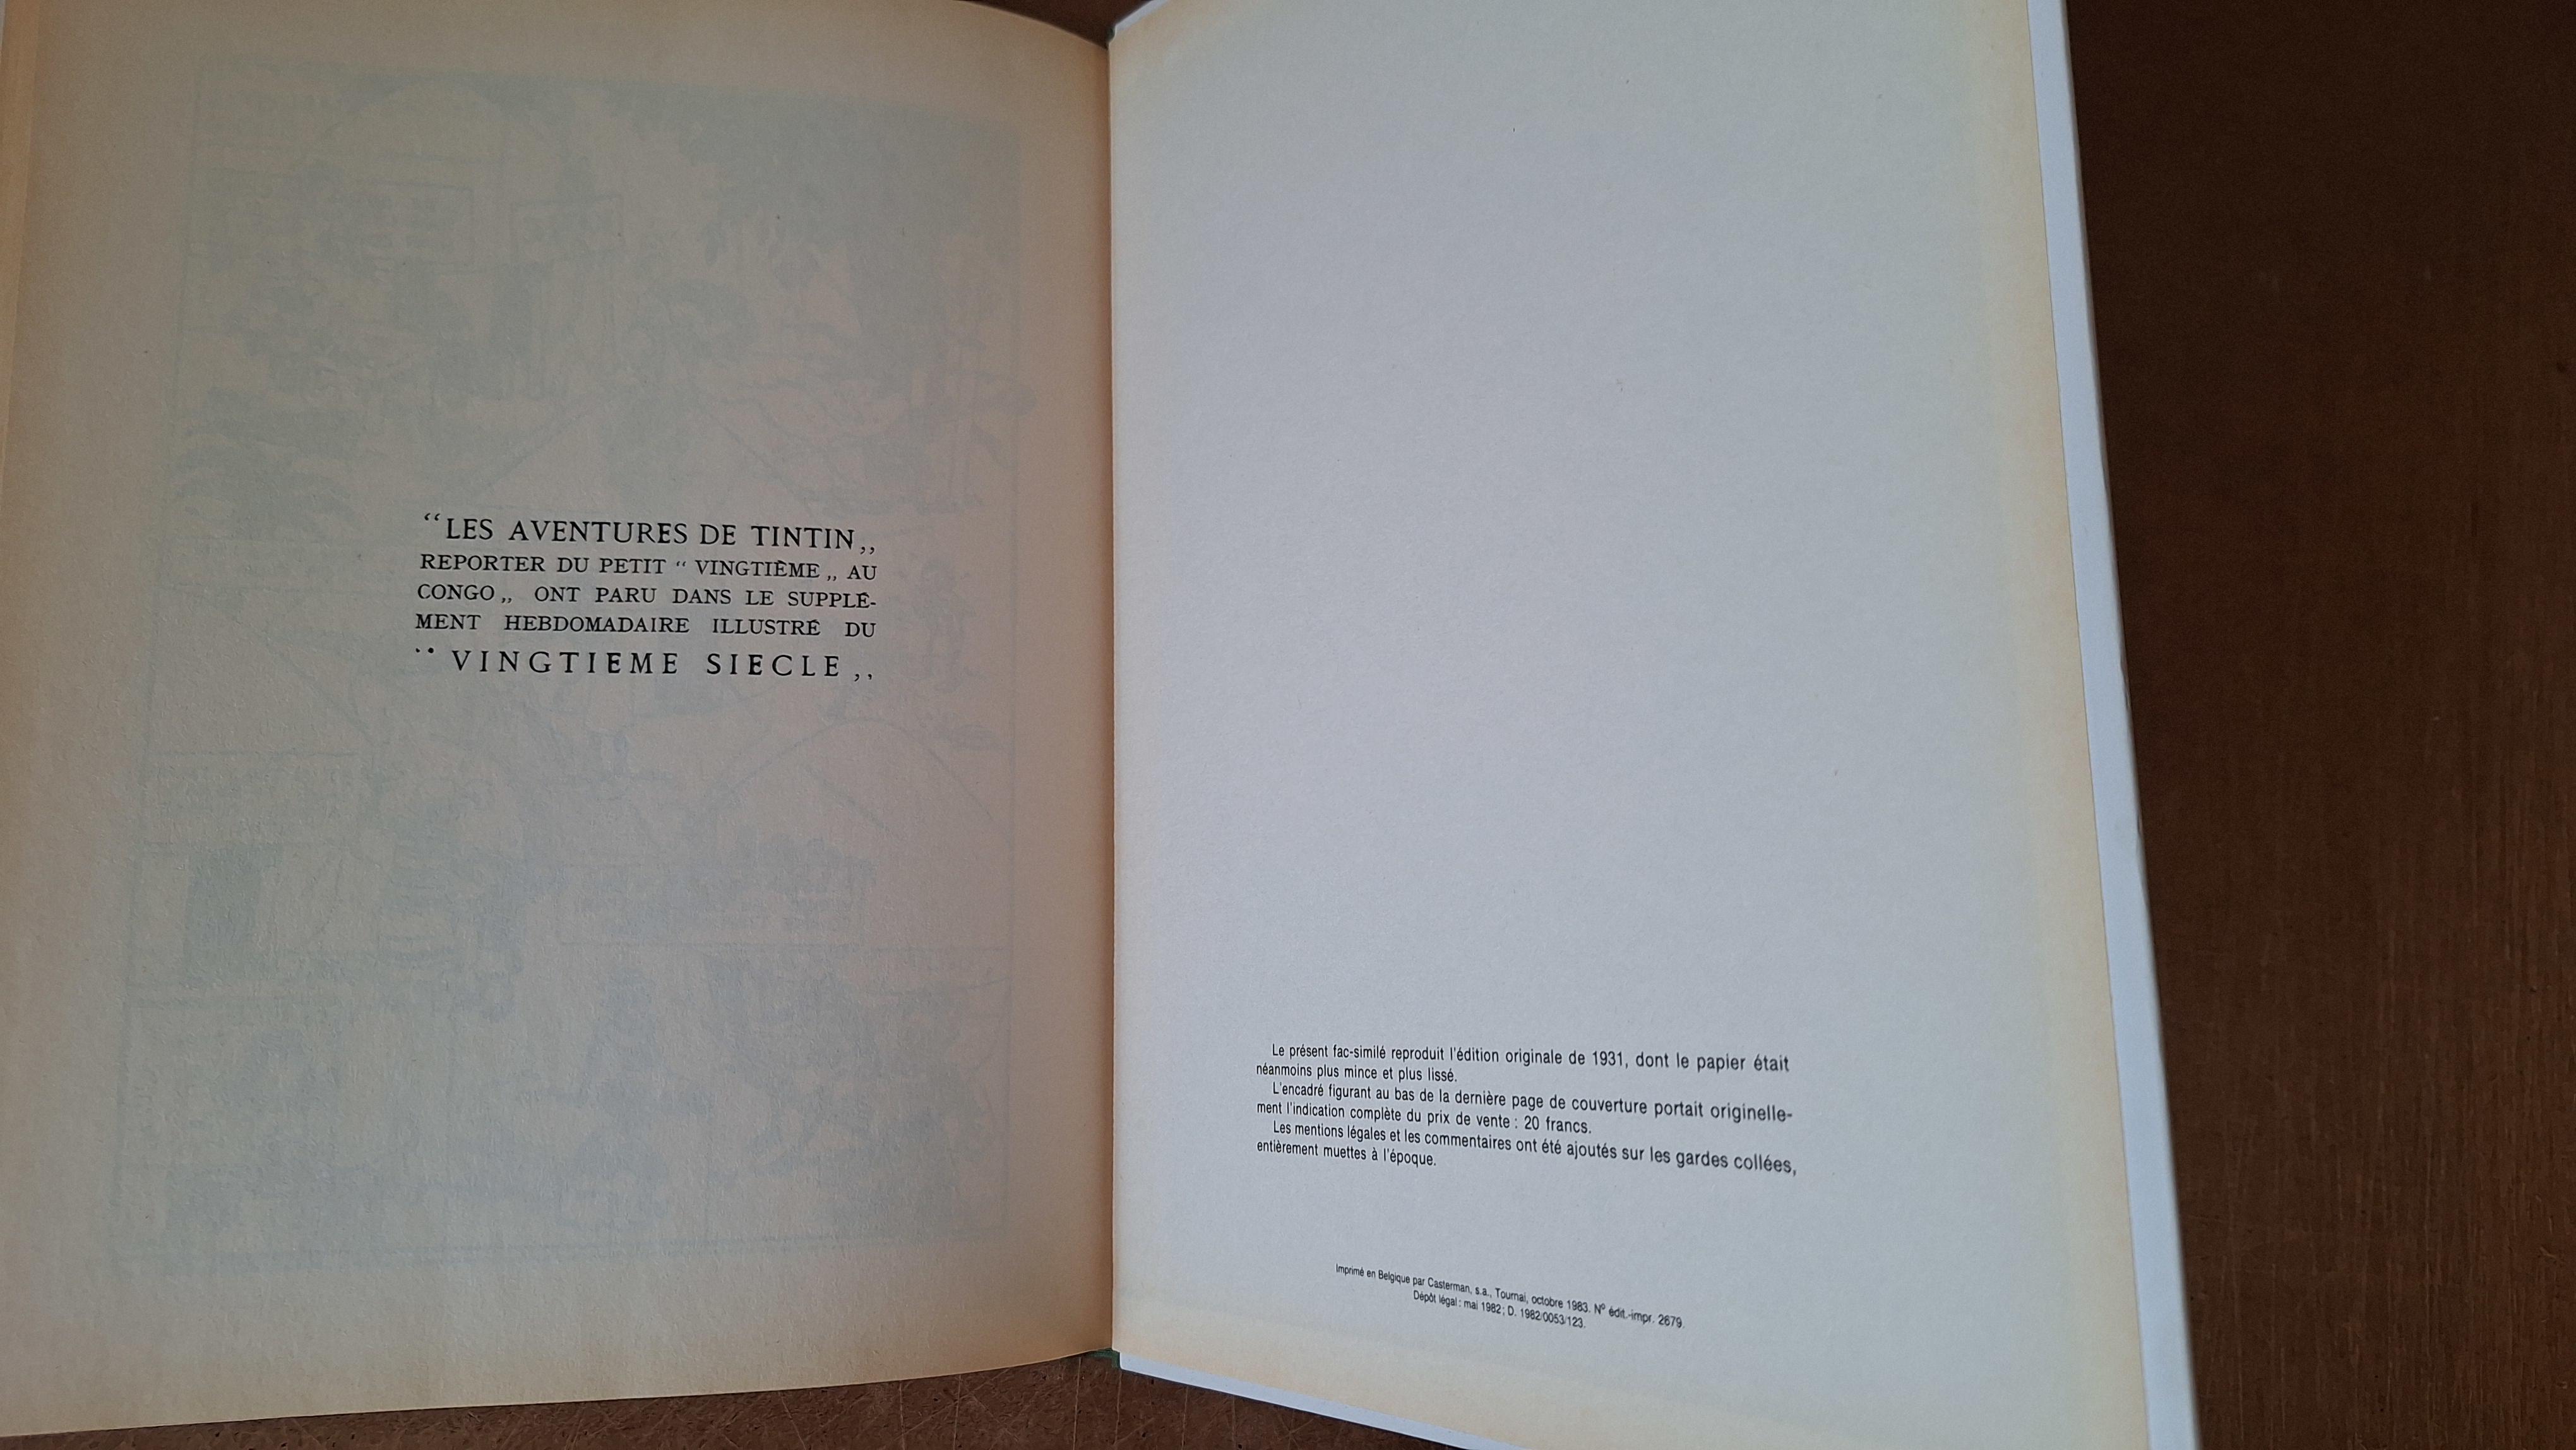 “LES AVENTURES DE TINTIN„
REPORTER DU PETIT “ VINGTIÈME „ AU
CONGO „ ONT PARU DANS LE SUPPLÉ-
MENT HEBDOMADAIRE ILLUSTRÉ DU
“ VINGTIEME SIECLE „
Le présent fac-similé reproduit l'édition originale de 1931, dont le papier était
néanmoins plus mince et plus lissé.
L'encadré figurant au bas de la dernière page de couverture portait originelle-
ment l'indication complète du prix de vente : 20 francs.
Les mentions légales et les commentaires ont été ajoutés sur les gardes collées,
entièrement muettes à l'époque.
Imprimé en Belgique par Casterman, s.a., Tournai, octobre 1983. Nº édit.-impr. 2679.
Dépôt légal : mai 1982 ; D. 1982/0053/123.